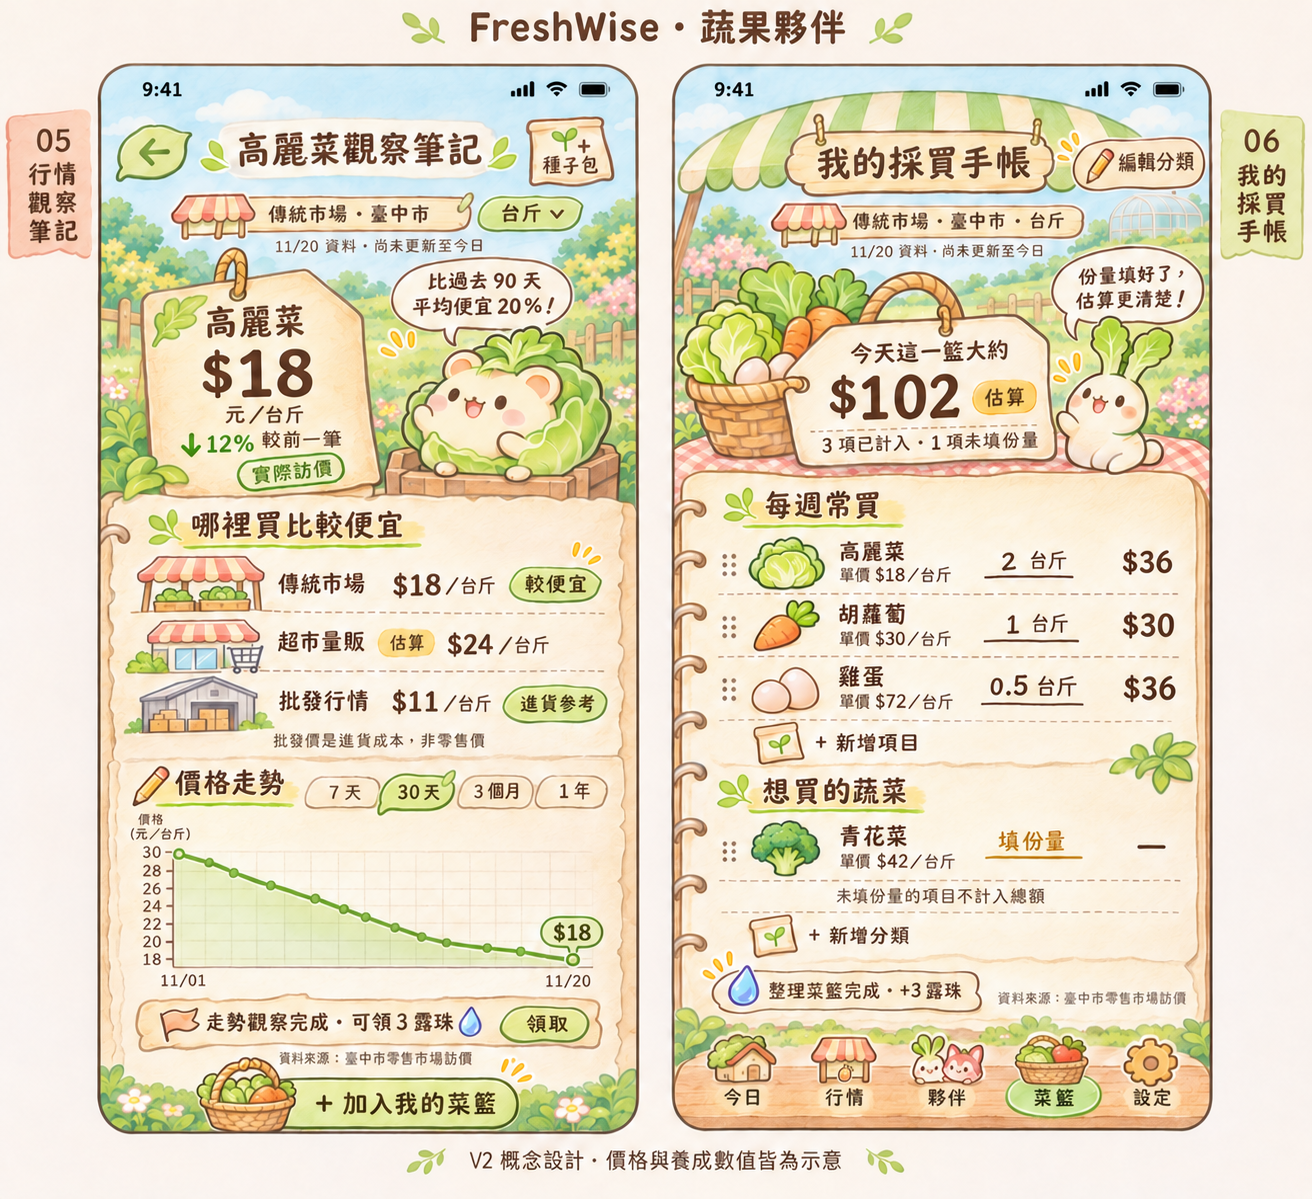 FreshWise・蔬果夥伴
05
行情
觀察
筆記
9:41
高麗菜觀察筆記
+
種子包
傳統市場・臺中市
台斤
11/20 資料・尚未更新至今日
高麗菜
$18
元／台斤
↓12% 較前一筆
實際訪價
比過去 90 天
平均便宜 20%！
哪裡買比較便宜
傳統市場 $18／台斤 較便宜
超市量販 估算 $24／台斤
批發行情 $11／台斤 進貨參考
批發價是進貨成本，非零售價
價格走勢 7 天 30 天 3 個月 1 年
價格
(元／台斤)
30
28
26
24
22
20
18
$18
11/01 11/20
走勢觀察完成・可領 3 露珠 領取
資料來源：臺中市零售市場訪價
+ 加入我的菜籃
06
我的
採買
手帳
9:41
我的採買手帳
編輯分類
傳統市場・臺中市・台斤
11/20 資料・尚未更新至今日
份量填好了，
估算更清楚！
今天這一籃大約
$102 估算
3 項已計入・1 項未填份量
每週常買
高麗菜
單價 $18／台斤
2 台斤 $36
胡蘿蔔
單價 $30／台斤
1 台斤 $30
雞蛋
單價 $72／台斤
0.5 台斤 $36
+ 新增項目
想買的蔬菜
青花菜
單價 $42／台斤
填份量 —
未填份量的項目不計入總額
+ 新增分類
整理菜籃完成・+3 露珠
資料來源：臺中市零售市場訪價
今日 行情 夥伴 菜籃 設定
V2 概念設計・價格與養成數值皆為示意